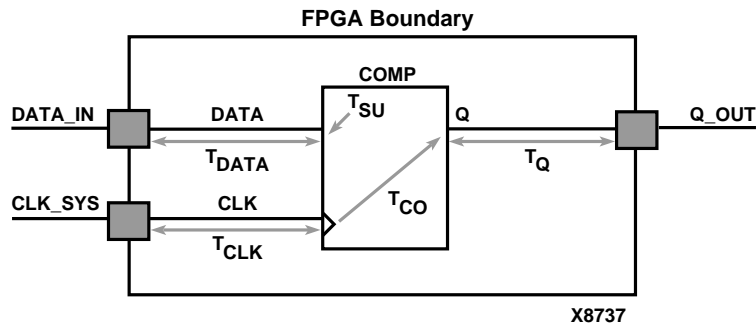 FPGA Boundary
COMP
DATA_IN
DATA
TSU
Q
Q_OUT
TDATA
TQ
CLK_SYS
CLK
TCO
TCLK
X8737